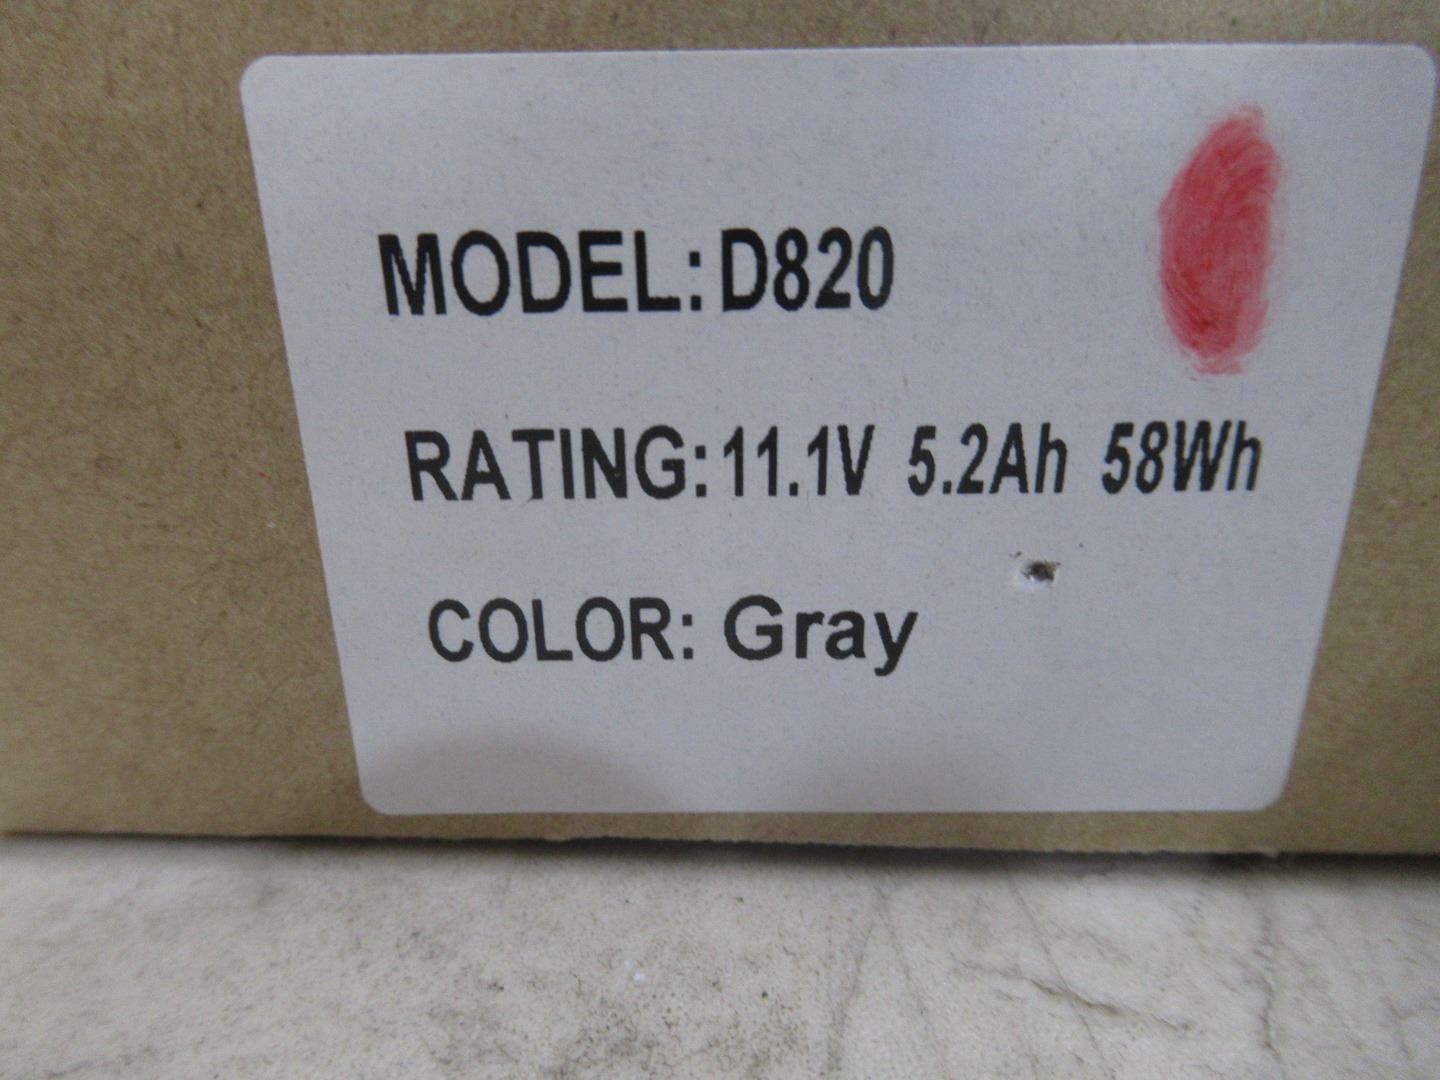 MODEL:D820
RATING:11.1V 5.2Ah 58Wh
COLOR: Gray